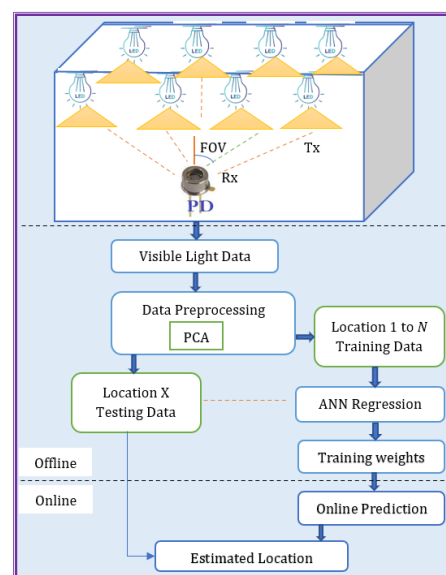 LED
LED
LED
LED
LED
LED
LED
LED
FOV
Tx
Rx
PD
Visible Light Data
Data Preprocessing
PCA
Location 1 to N
Training Data
Location X
Testing Data
ANN Regression
Offline
Training weights
Online
Online Prediction
Estimated Location